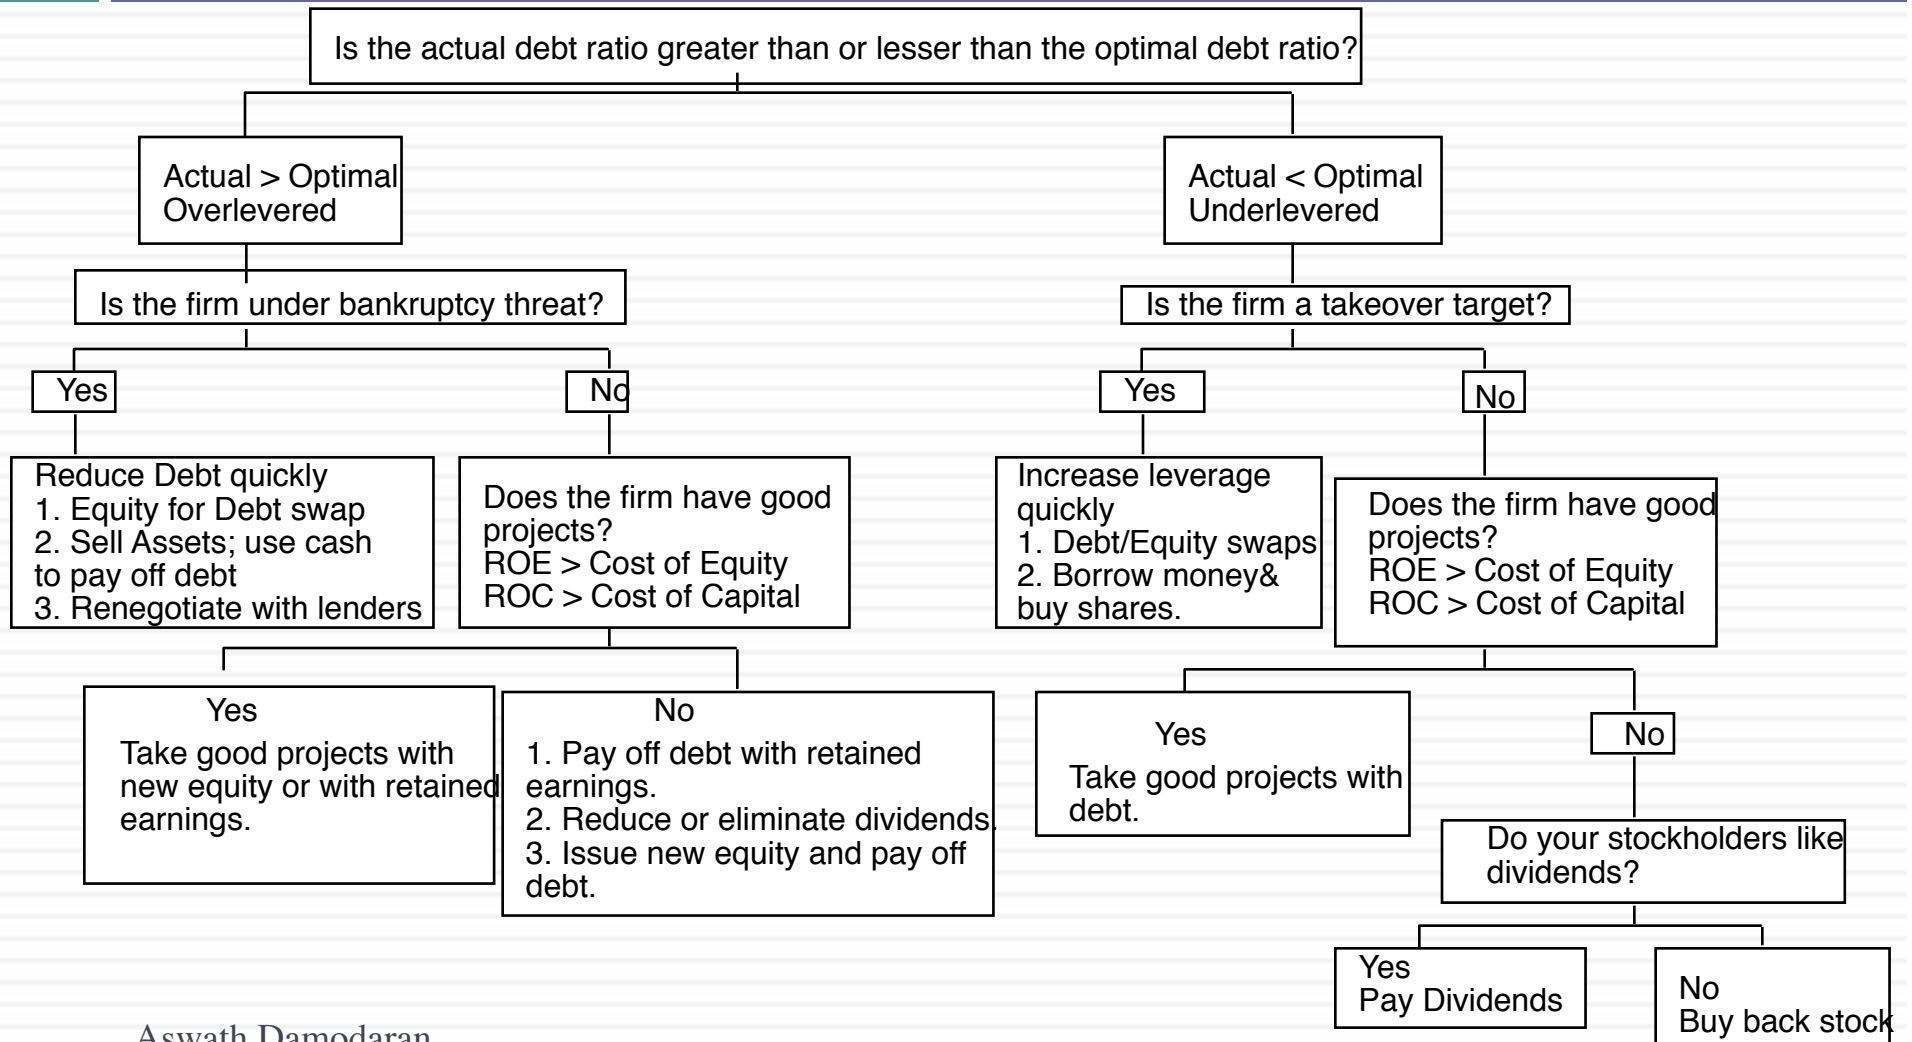 Is the actual debt ratio greater than or lesser than the optimal debt ratio?
Actual > Optimal
Overlevered
Actual < Optimal
Underlevered
Is the firm under bankruptcy threat?
Is the firm a takeover target?
Yes
No
Yes
No
Reduce Debt quickly
1. Equity for Debt swap
2. Sell Assets; use cash
to pay off debt
3. Renegotiate with lenders
Does the firm have good
projects?
ROE > Cost of Equity
ROC > Cost of Capital
Increase leverage
quickly
1. Debt/Equity swaps
2. Borrow money&
buy shares.
Does the firm have good
projects?
ROE > Cost of Equity
ROC > Cost of Capital
Yes
Take good projects with
new equity or with retained
earnings.
No
1. Pay off debt with retained
earnings.
2. Reduce or eliminate dividends.
3. Issue new equity and pay off
debt.
Yes
Take good projects with
debt.
No
Do your stockholders like
dividends?
Yes
Pay Dividends
No
Buy back stock
Aswath Damodaran